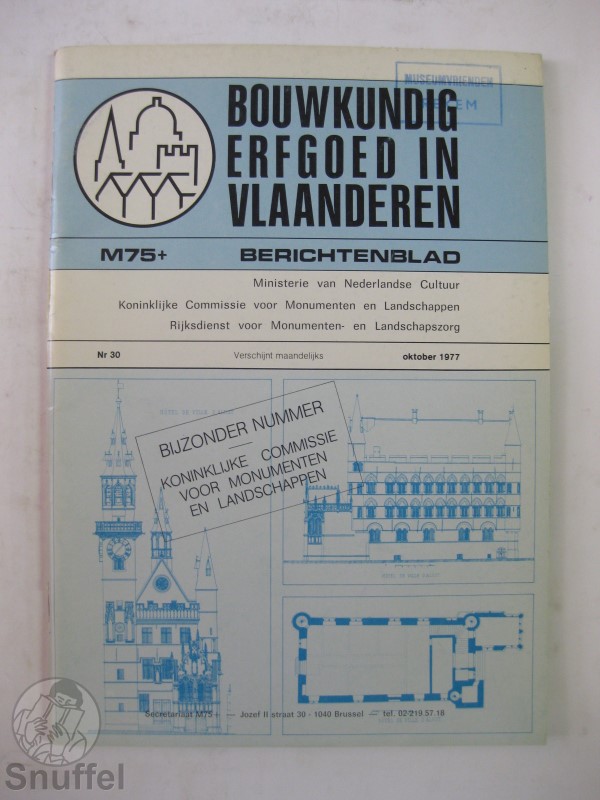 MUSEUMVRIENDEN
BOUWKUNDIG
ERFGOED IN
VLAANDEREN
M75+ BERICHTENBLAD
Ministerie van Nederlandse Cultuur
Koninklijke Commissie voor Monumenten en Landschappen
Rijksdienst voor Monumenten- en Landschapszorg
Nr 30 Verschijnt maandelijks oktober 1977
BIJZONDER NUMMER
KONINKLIJKE COMMISSIE
VOOR MONUMENTEN
EN LANDSCHAPPEN
Secretariaat M75+ — Jozef II straat 30 - 1040 Brussel — tel. 02-219.57.18
Snuffel